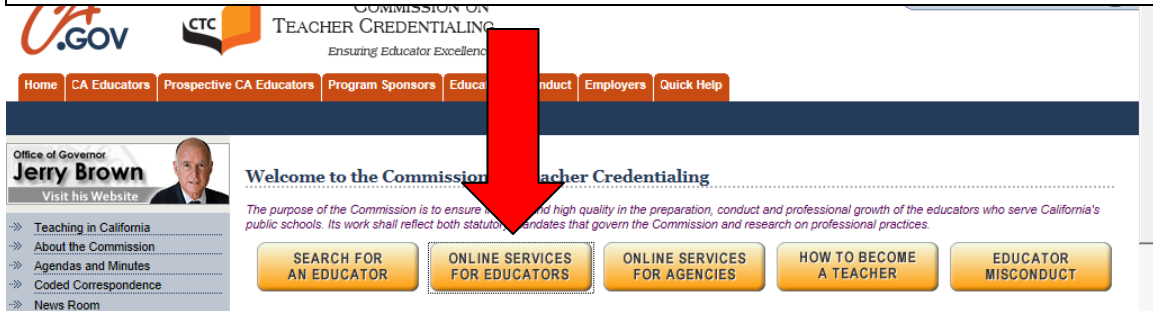 CA
.GOV
CTC
COMMISSION ON
TEACHER CREDENTIALING
Ensuring Educator Excellence
Home CA Educators Prospective CA Educators Program Sponsors Employers Quick Help
Office of Governor
Jerry Brown
Visit his Website
Welcome to the Credentialing
The purpose of the Commission is to ensure and high quality in the preparation, conduct and professional growth of the educators who serve California's
public schools. Its work shall reflect both that govern the Commission and research on professional practices.
Teaching in California
About the Commission
Agendas and Minutes
Coded Correspondence
News Room
SEARCH FOR
AN EDUCATOR
ONLINE SERVICES
FOR EDUCATORS
ONLINE SERVICES
FOR AGENCIES
HOW TO BECOME
A TEACHER
EDUCATOR
MISCONDUCT